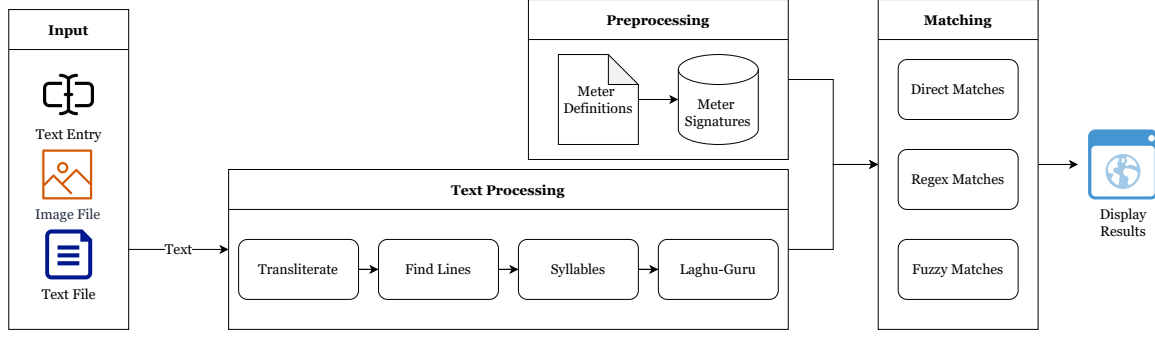 Input
Text Entry
Image File
Text File
Text
Preprocessing
Meter
Definitions
Meter
Signatures
Text Processing
Transliterate
Find Lines
Syllables
Laghu-Guru
Matching
Direct Matches
Regex Matches
Fuzzy Matches
Display
Results